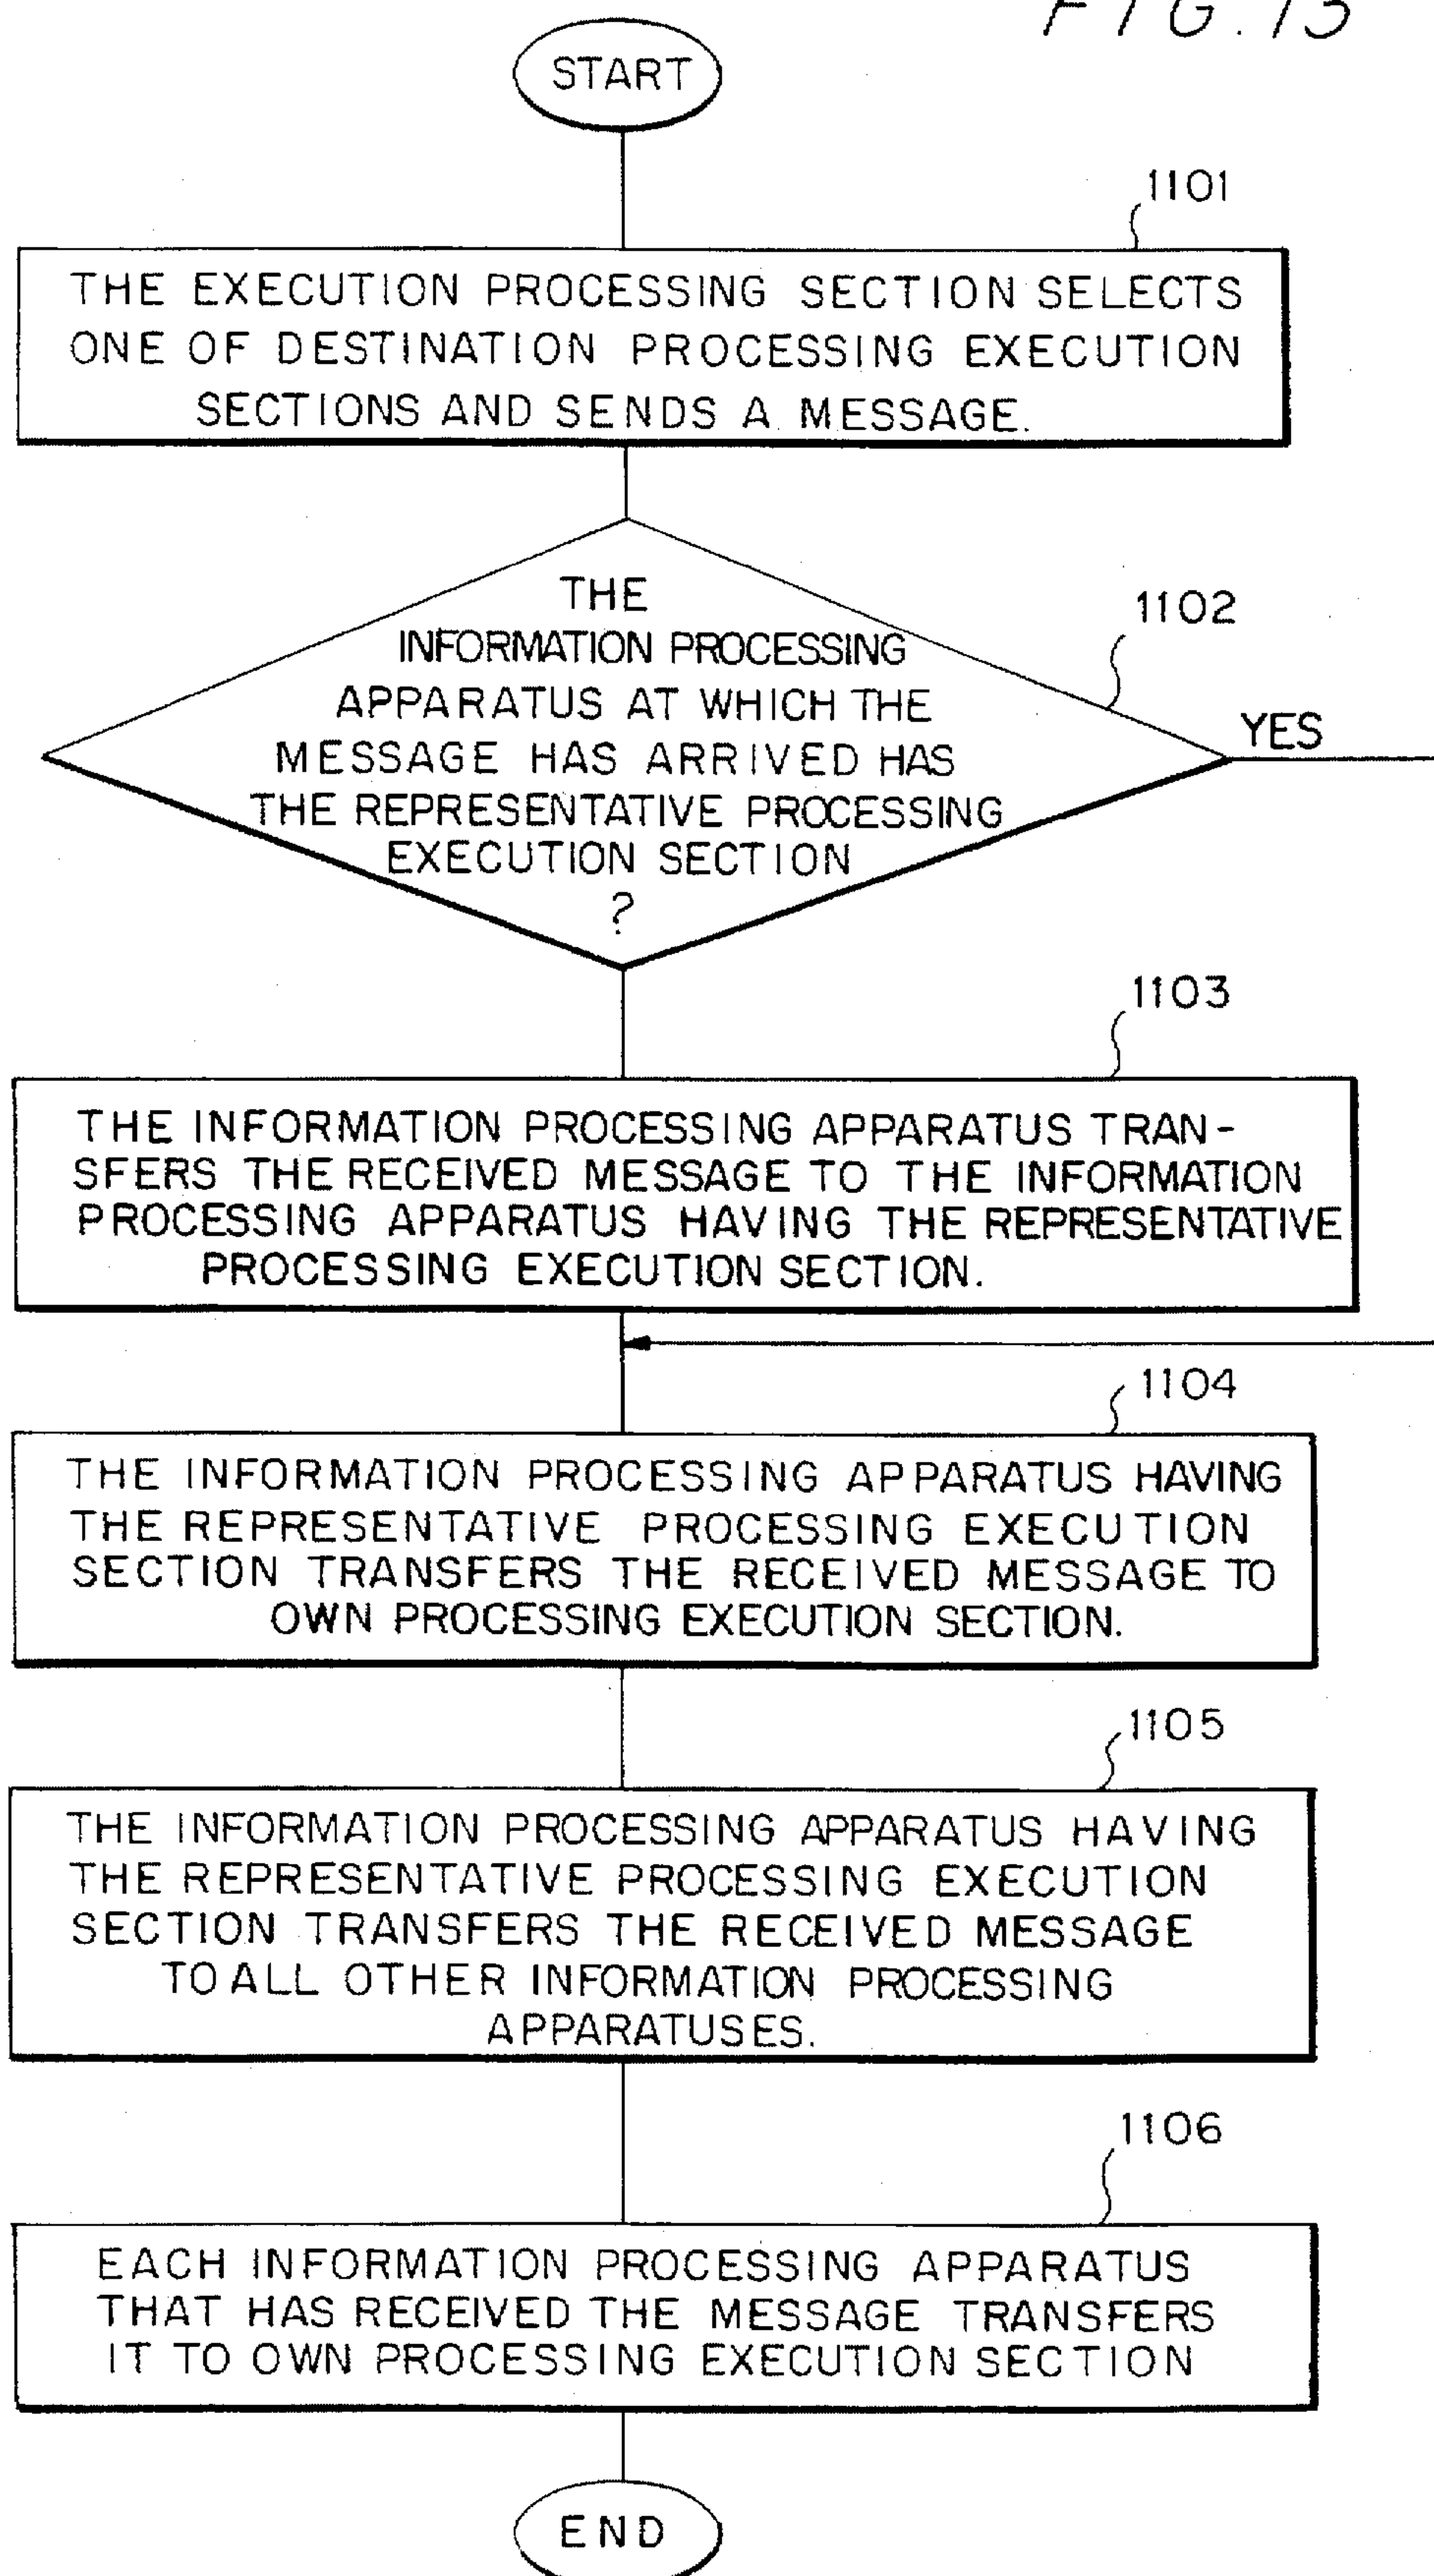 FIG. 13
START
1101
THE EXECUTION PROCESSING SECTION SELECTS
ONE OF DESTINATION PROCESSING EXECUTION
SECTIONS AND SENDS A MESSAGE.
1102
THE
INFORMATION PROCESSING
APPARATUS AT WHICH THE
MESSAGE HAS ARRIVED HAS
THE REPRESENTATIVE PROCESSING
EXECUTION SECTION
?
YES
1103
THE INFORMATION PROCESSING APPARATUS TRAN-
SFERS THE RECEIVED MESSAGE TO THE INFORMATION
PROCESSING APPARATUS HAVING THE REPRESENTATIVE
PROCESSING EXECUTION SECTION.
1104
THE INFORMATION PROCESSING APPARATUS HAVING
THE REPRESENTATIVE PROCESSING EXECUTION
SECTION TRANSFERS THE RECEIVED MESSAGE TO
OWN PROCESSING EXECUTION SECTION.
1105
THE INFORMATION PROCESSING APPARATUS HAVING
THE REPRESENTATIVE PROCESSING EXECUTION
SECTION TRANSFERS THE RECEIVED MESSAGE
TO ALL OTHER INFORMATION PROCESSING
APPARATUSES.
1106
EACH INFORMATION PROCESSING APPARATUS
THAT HAS RECEIVED THE MESSAGE TRANSFERS
IT TO OWN PROCESSING EXECUTION SECTION
END